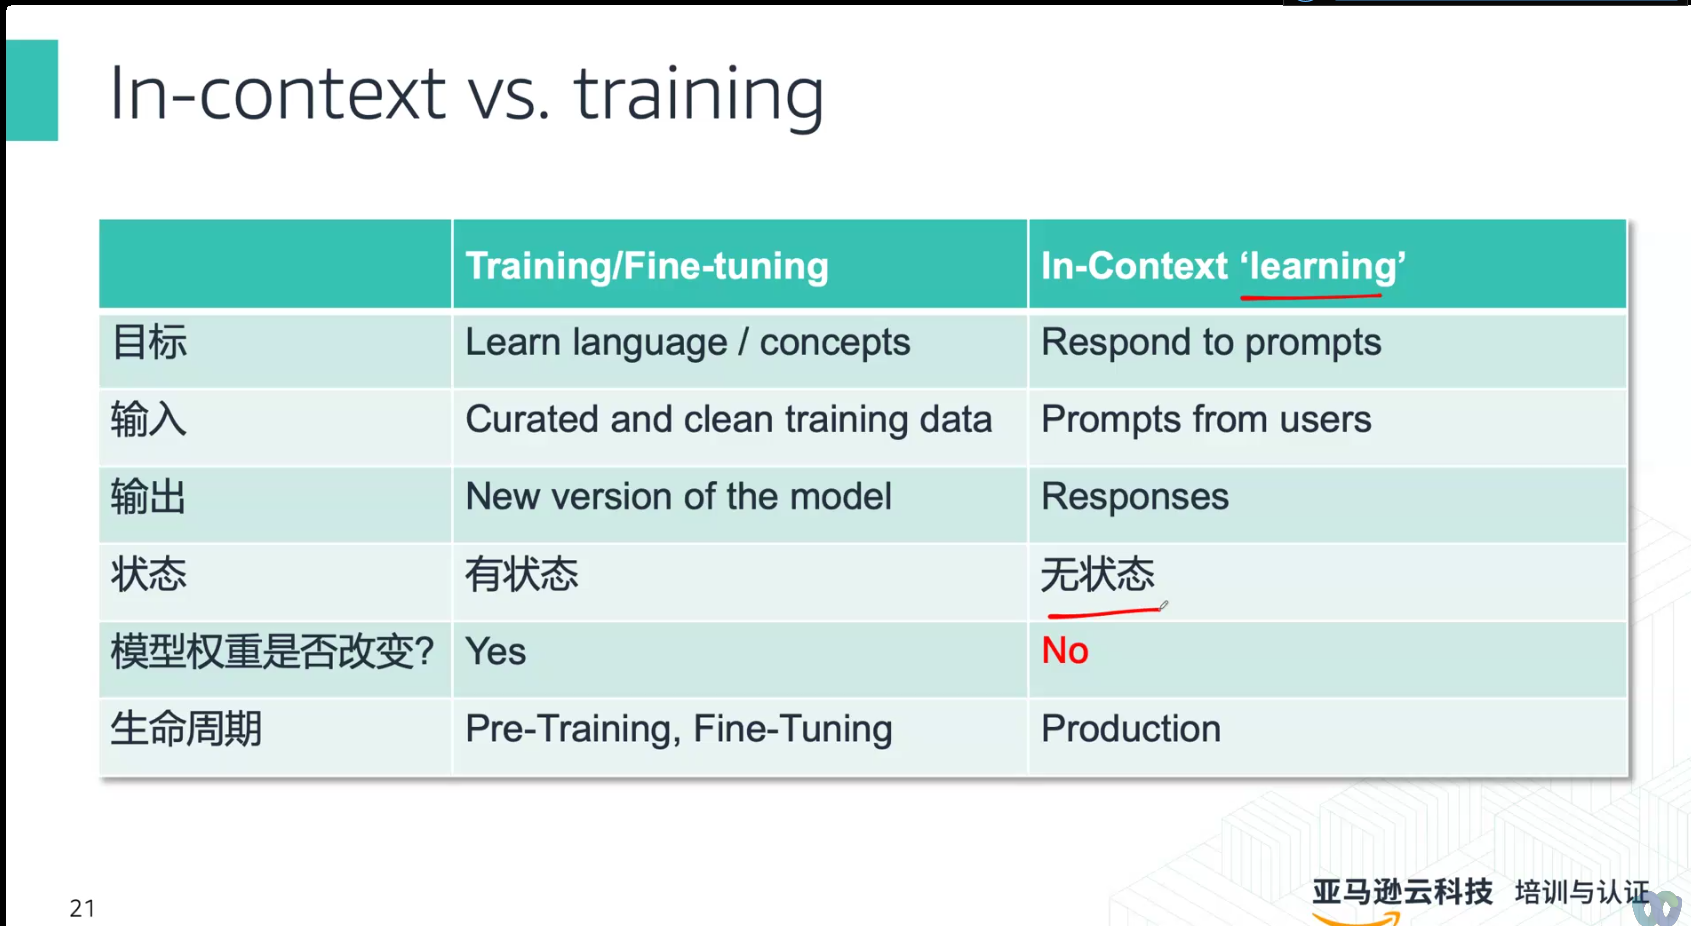 In-context vs. training
Training/Fine-tuning In-Context ‘learning’
目标 Learn language / concepts Respond to prompts
输入 Curated and clean training data Prompts from users
输出 New version of the model Responses
状态 有状态 无状态
模型权重是否改变? Yes No
生命周期 Pre-Training, Fine-Tuning Production
亚马逊云科技 培训与认证
21